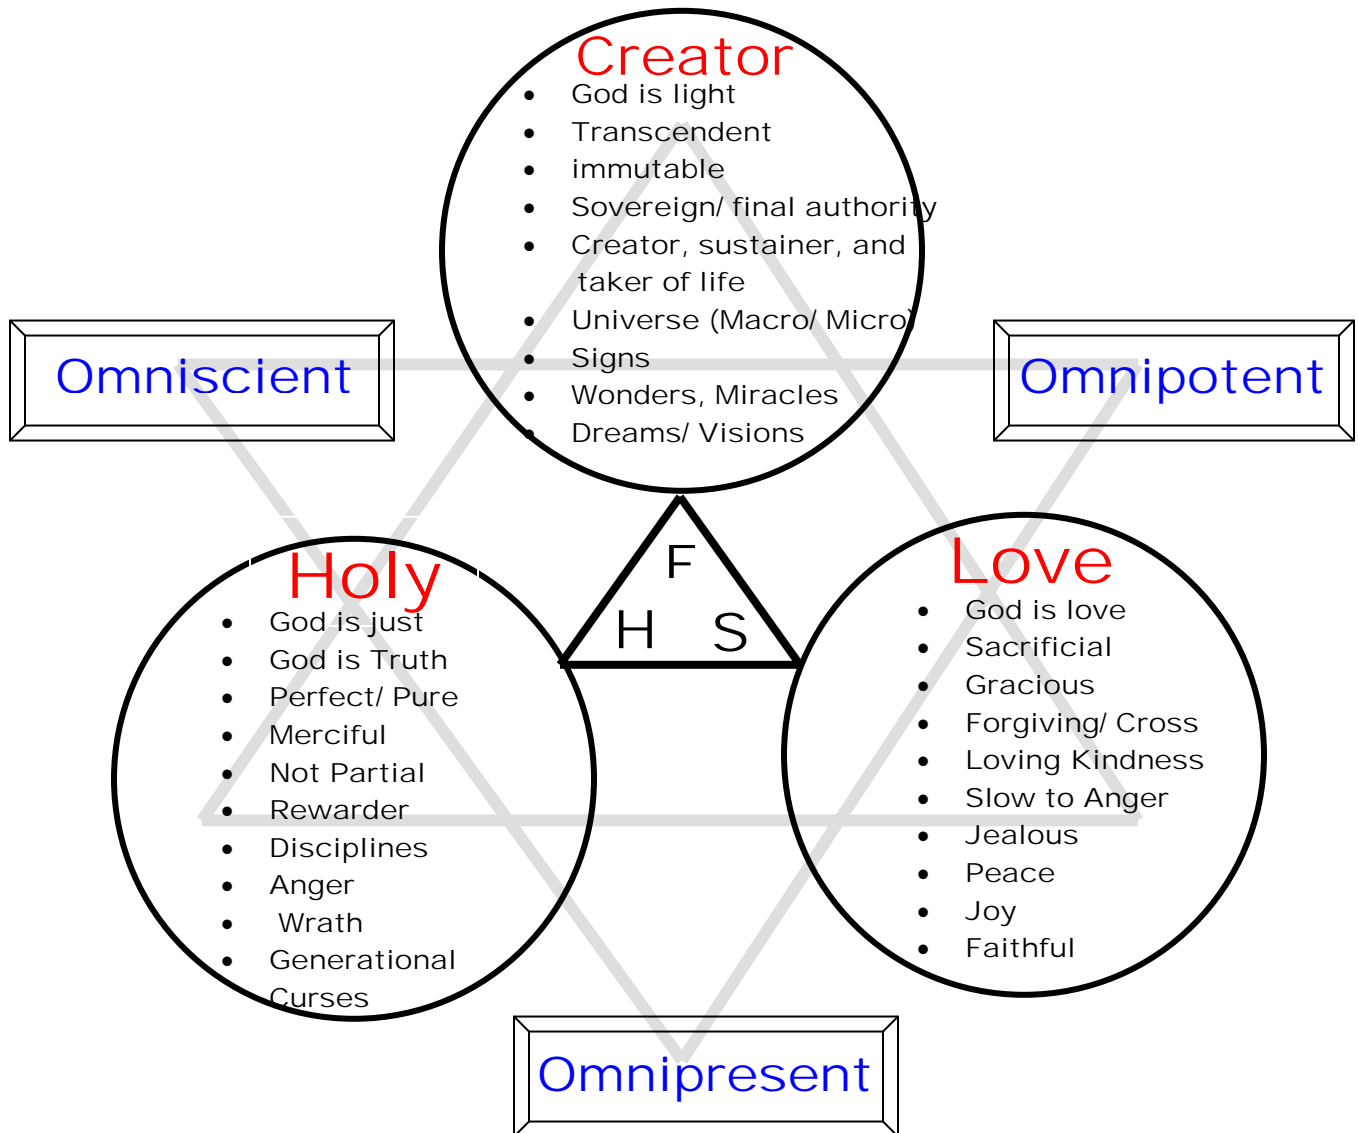 Creator
• God is light
• Transcendent
• immutable
• Sovereign/ final authority
• Creator, sustainer, and
taker of life
• Universe (Macro/ Micro)
• Signs
• Wonders, Miracles
• Dreams/ Visions
Omniscient
Omnipotent
F
H S
Holy
• God is just
• God is Truth
• Perfect/ Pure
• Merciful
• Not Partial
• Rewarder
• Disciplines
• Anger
• Wrath
• Generational
Curses
Love
• God is love
• Sacrificial
• Gracious
• Forgiving/ Cross
• Loving Kindness
• Slow to Anger
• Jealous
• Peace
• Joy
• Faithful
Omnipresent